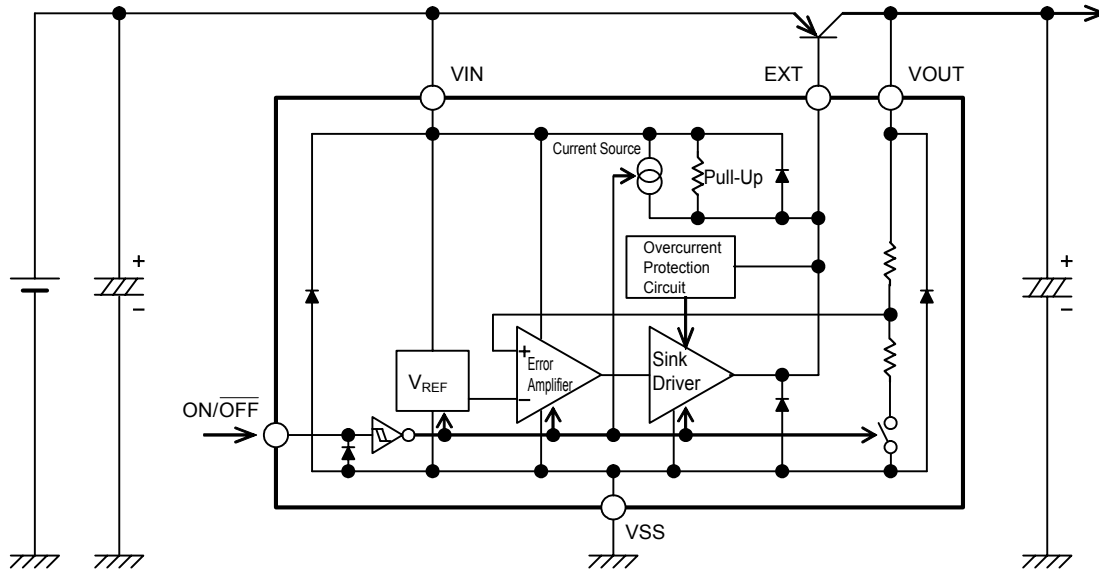 VIN
EXT
VOUT
Current Source
Pull-Up
Overcurrent
Protection
Circuit
+
−
+
−
+
Error
Amplifier
−
Sink
Driver
VREF
ON/OFF
VSS